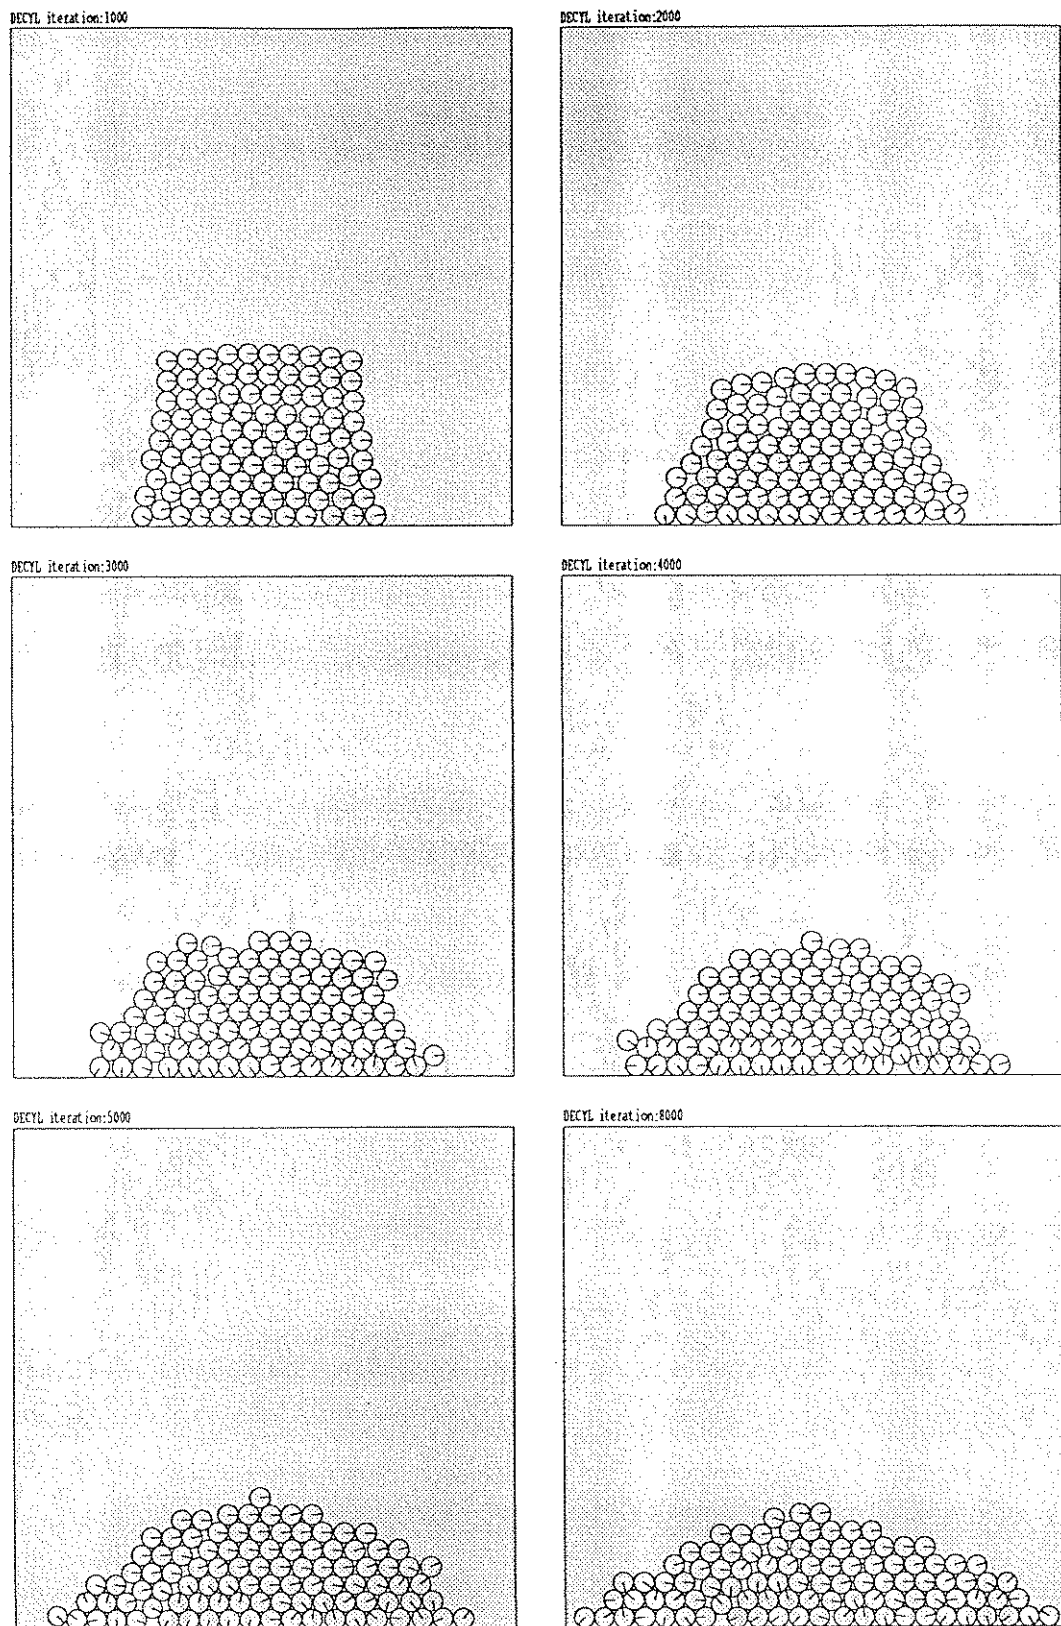 DECYL iteration:1000
DECYL iteration:2000
DECYL iteration:3000
DECYL iteration:4000
DECYL iteration:5000
DECYL iteration:8000